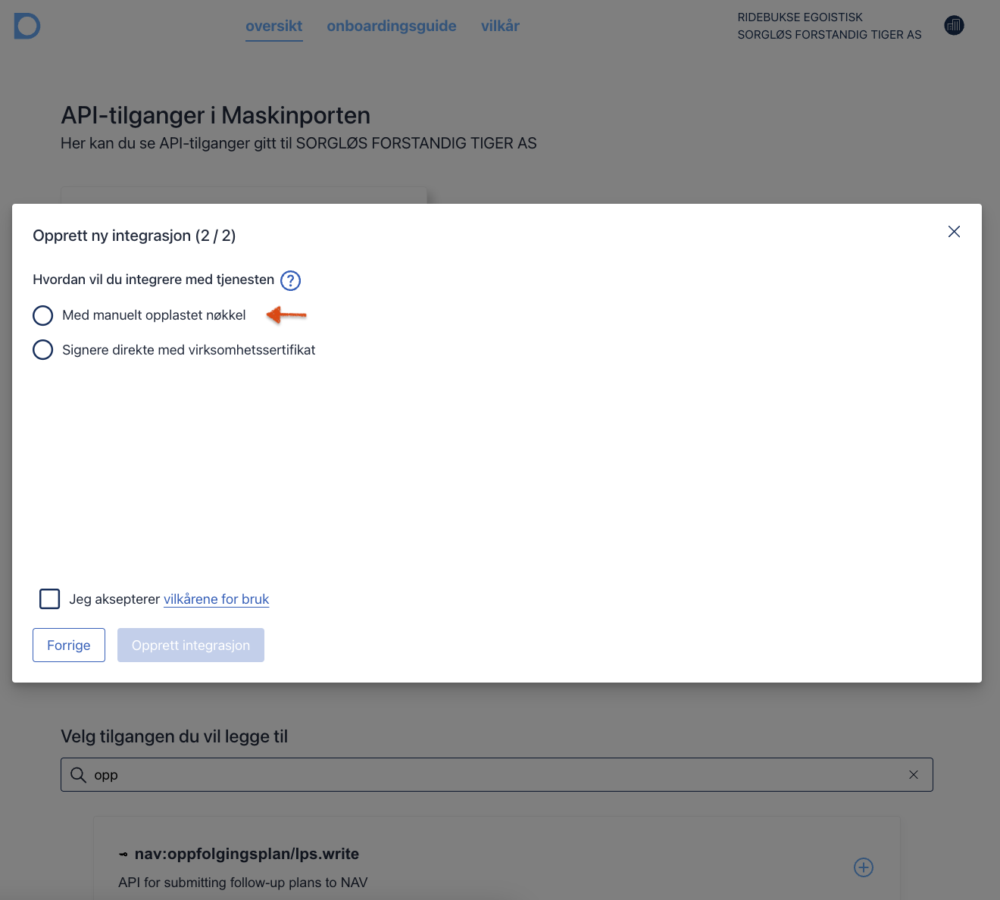 oversikt onboardingsguide vilkår
RIDEBUKSE EGOISTISK
SORGLØS FORSTANDIG TIGER AS
API-tilganger i Maskinporten
Her kan du se API-tilganger gitt til SORGLØS FORSTANDIG TIGER AS
Opprett ny integrasjon (2 / 2)
Hvordan vil du integrere med tjenesten ?
Med manuelt opplastet nøkkel
Signere direkte med virksomhetssertifikat
Jeg aksepterer vilkårene for bruk
Forrige Opprett integrasjon
Velg tilgangen du vil legge til
opp
nav:oppfolgingsplan/lps.write
API for submitting follow-up plans to NAV